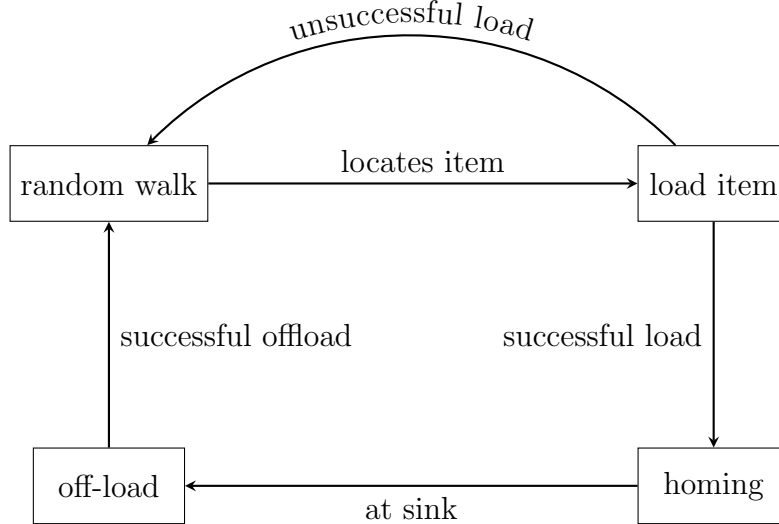 unsuccessful load
random walk
locates item
load item
successful offload
successful load
off-load
at sink
homing